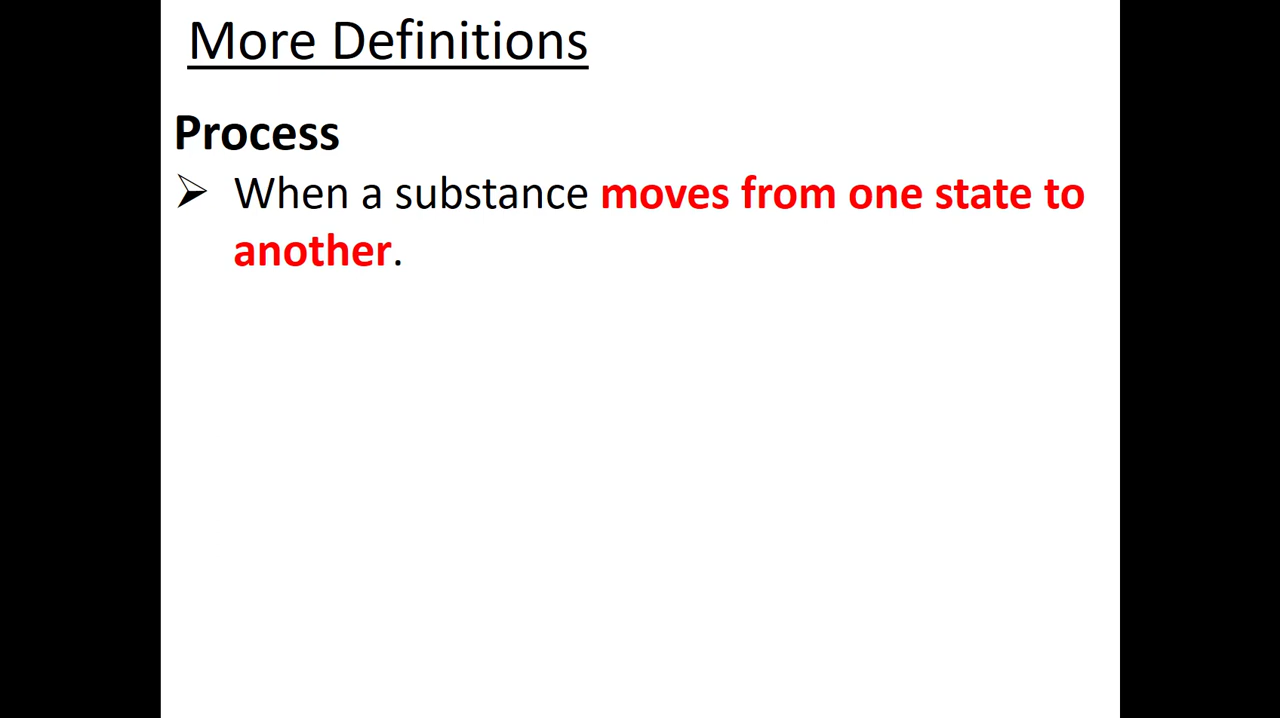 More Definitions
Process
➢ When a substance moves from one state to
another.